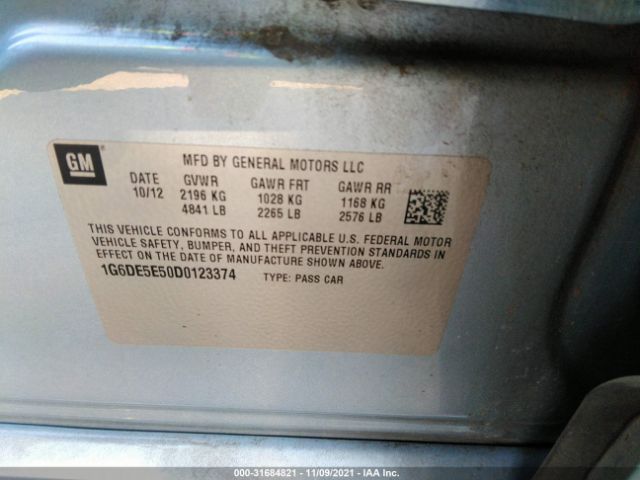 GM
MFD BY GENERAL MOTORS LLC
DATE GVWR GAWR FRT GAWR RR
10/12 2196 KG 1028 KG 1168 KG
4841 LB 2265 LB 2576 LB
THIS VEHICLE CONFORMS TO ALL APPLICABLE U.S. FEDERAL MOTOR
VEHICLE SAFETY, BUMPER, AND THEFT PREVENTION STANDARDS IN
EFFECT ON THE DATE OF MANUFACTURE SHOWN ABOVE.
1G6DE5E50D0123374 TYPE: PASS CAR
000-31684821 - 11/09/2021 - IAA Inc.